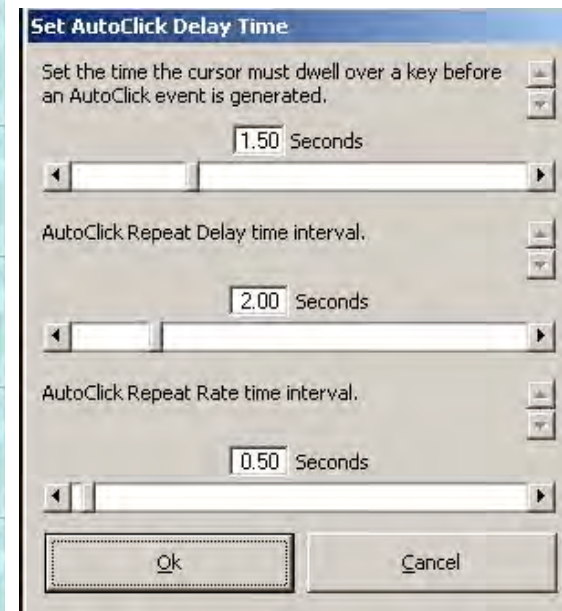 Set AutoClick Delay Time
Set the time the cursor must dwell over a key before
an AutoClick event is generated.
1.50 Seconds
AutoClick Repeat Delay time interval.
2.00 Seconds
AutoClick Repeat Rate time interval.
0.50 Seconds
Ok Cancel